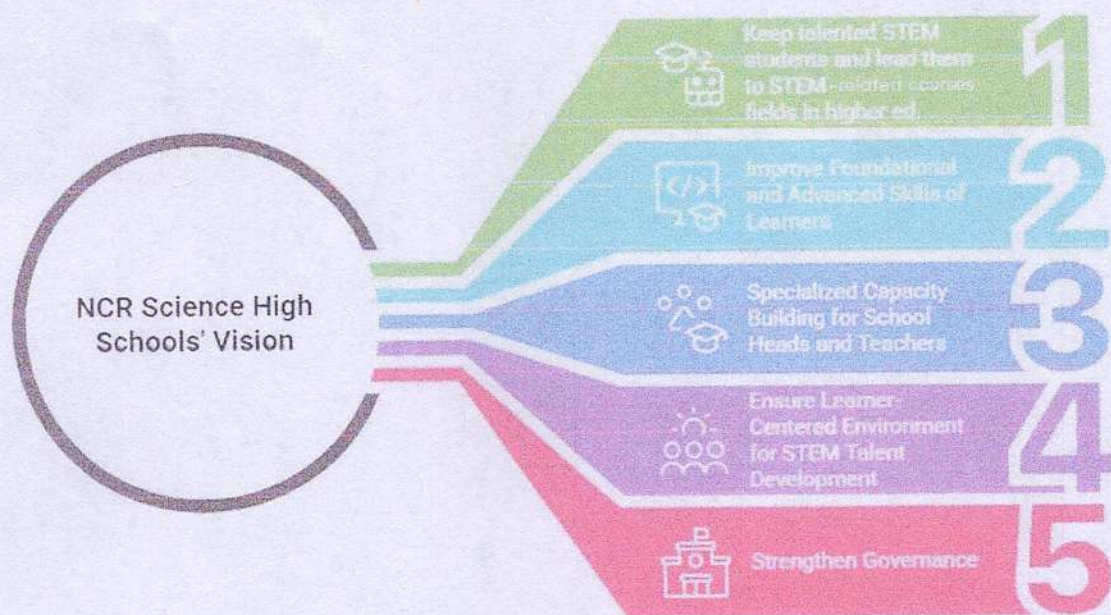 NCR Science High
Schools' Vision
Keep talented STEM
students and lead them
to STEM-related courses
fields in higher ed.
1
Improve Foundational
and Advanced Skills of
Learners
2
Specialized Capacity
Building for School
Heads and Teachers
3
Ensure Learner-
Centered Environment
for STEM Talent
Development
4
Strengthen Governance
5